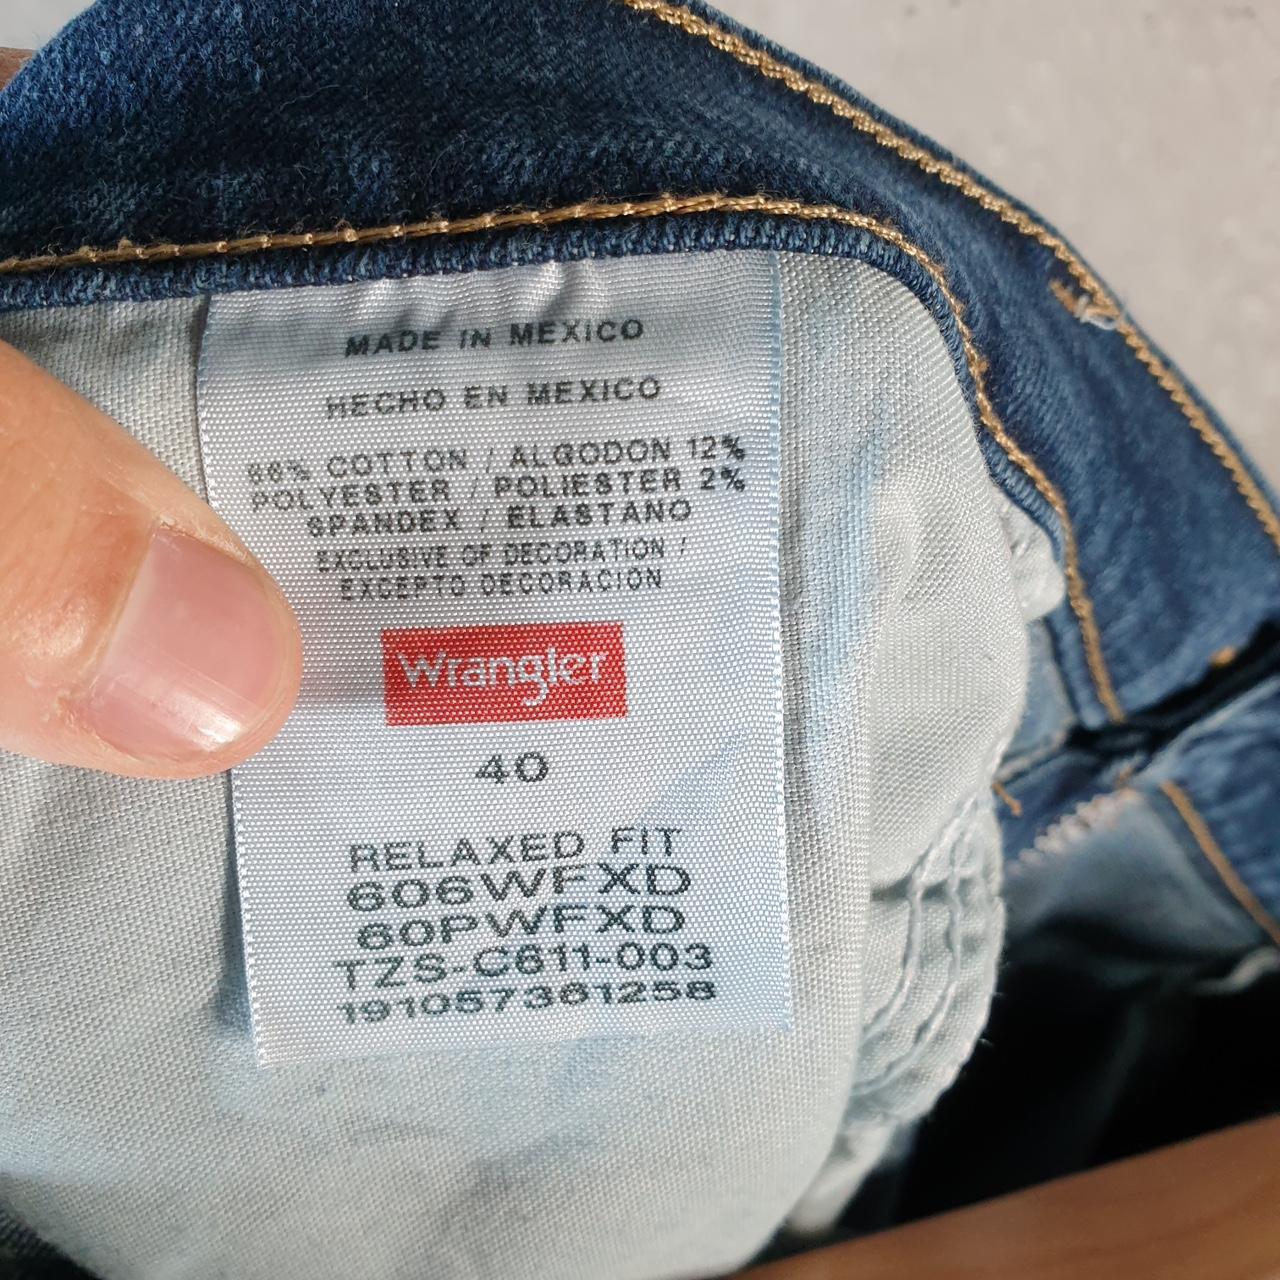 MADE IN MEXICO
HECHO EN MEXICO
86% COTTON / ALGODON 12%
POLYESTER / POLIESTER 2%
SPANDEX / ELASTANO
EXCLUSIVE OF DECORATION /
EXCEPTO DECORACION
Wrangler
40
RELAXED FIT
606WFXD
60PWFXD
TZS-C611-003
191057361258